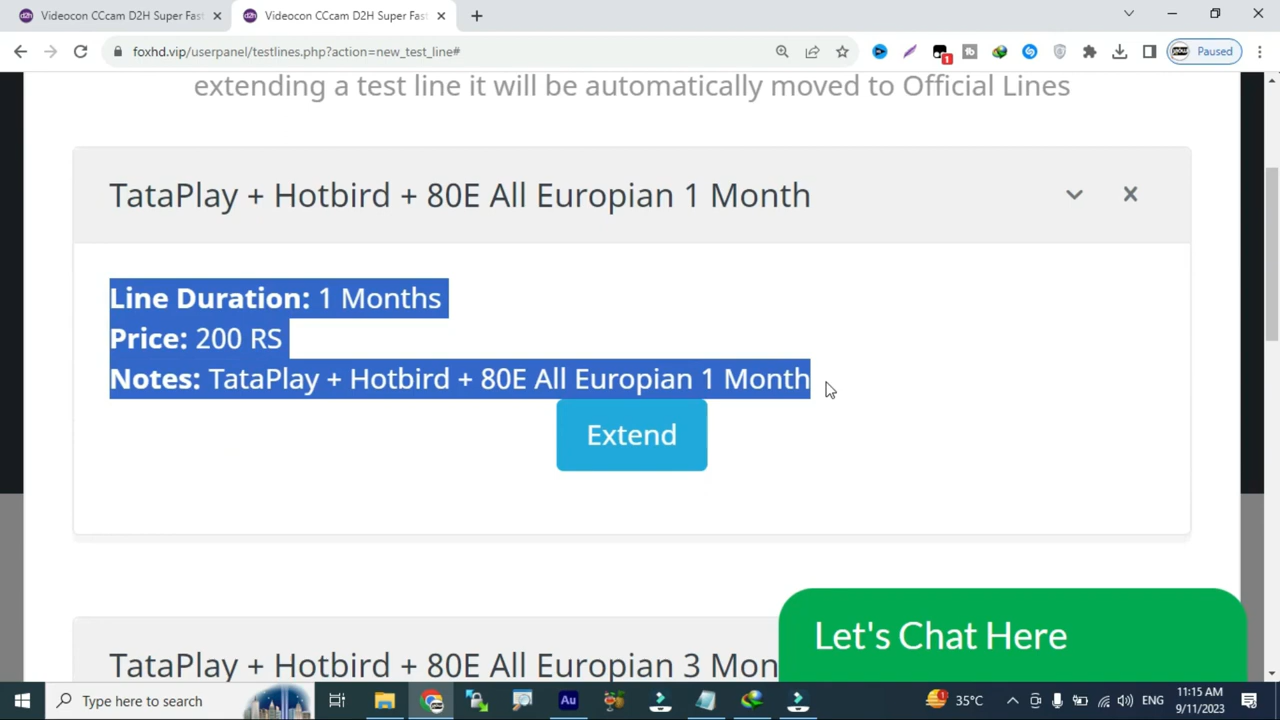 Videocon CCcam D2H Super Fast
Videocon CCcam D2H Super Fast
foxhd.vip/userpanel/testlines.php?action=new_test_line#
1
Paused
extending a test line it will be automatically moved to Official Lines
TataPlay + Hotbird + 80E All Europian 1 Month
Line Duration: 1 Months
Price: 200 RS
Notes: TataPlay + Hotbird + 80E All Europian 1 Month
Extend
TataPlay + Hotbird + 80E All Europian 3 Mon
Let's Chat Here
Type here to search
Au
35°C
ENG
11:15 AM
9/11/2023